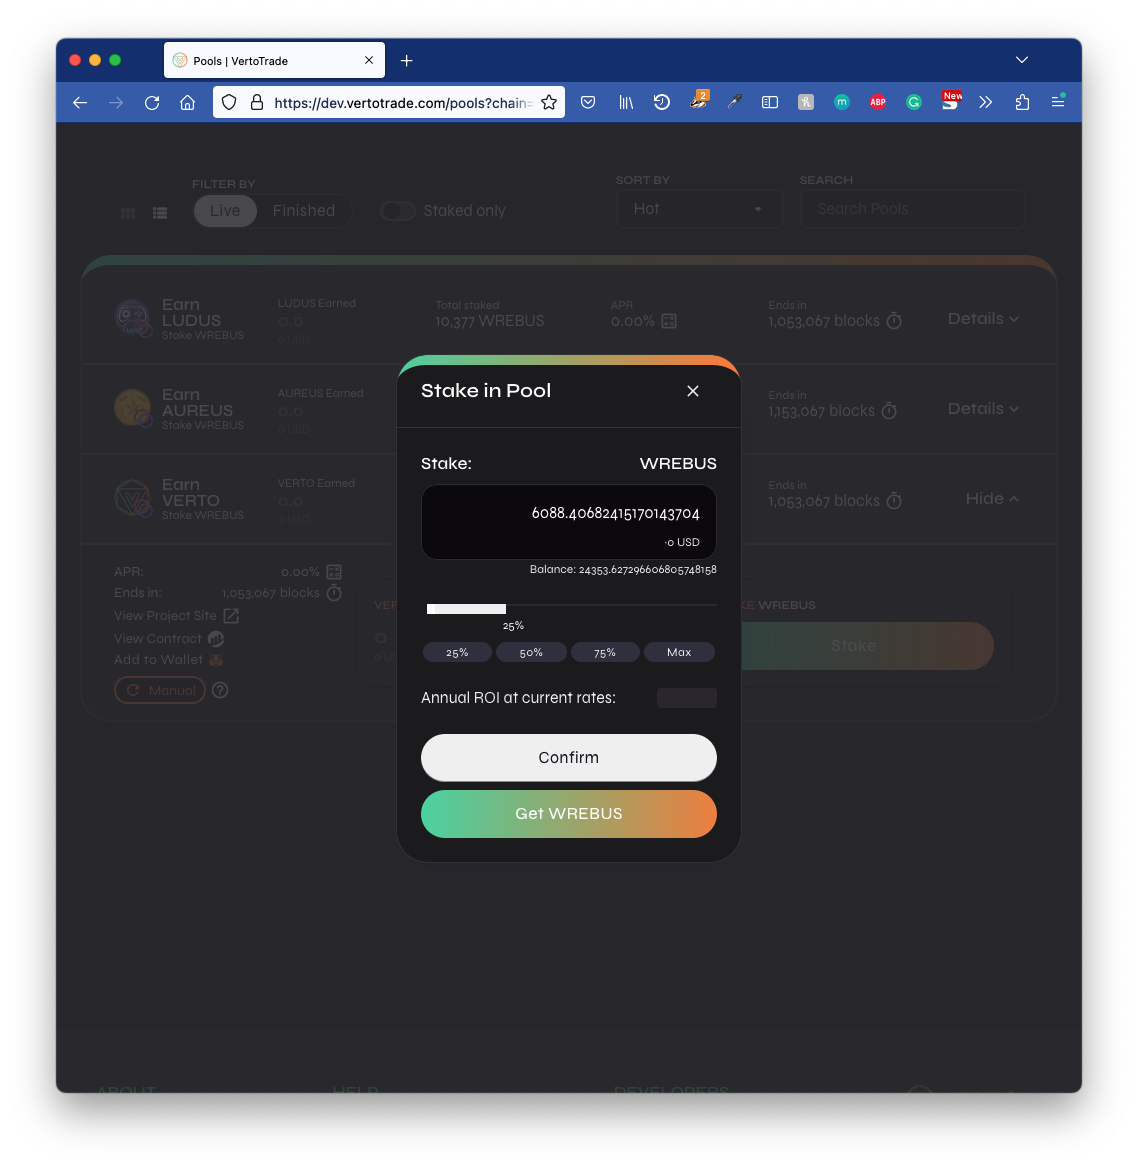 Pools | VertoTrade
https://dev.vertotrade.com/pools?chain=
2
m
ABP
G
New
FILTER BY
Live
Finished
Staked only
SORT BY
Hot
SEARCH
Search Pools
Earn
LUDUS
Stake WREBUS
LUDUS Earned
0.0
0 USD
Total staked
10,377 WREBUS
APR
0.00%
Ends in
1,053,067 blocks
Details
Earn
AUREUS
Stake WREBUS
AUREUS Earned
0.0
0 USD
Ends in
1,153,067 blocks
Details
Earn
VERTO
Stake WREBUS
VERTO Earned
0.0
0 USD
Ends in
1,053,067 blocks
Hide
APR:
0.00%
Ends in:
1,053,067 blocks
View Project Site
View Contract
Add to Wallet
Manual
WREBUS
Stake
Stake in Pool
Stake:
WREBUS
6088.40682415170143704
~0 USD
Balance: 24353.627296606805748158
25%
25%
50%
75%
Max
Annual ROI at current rates:
Confirm
Get WREBUS
ABOUT
HELP
DEVELOPERS